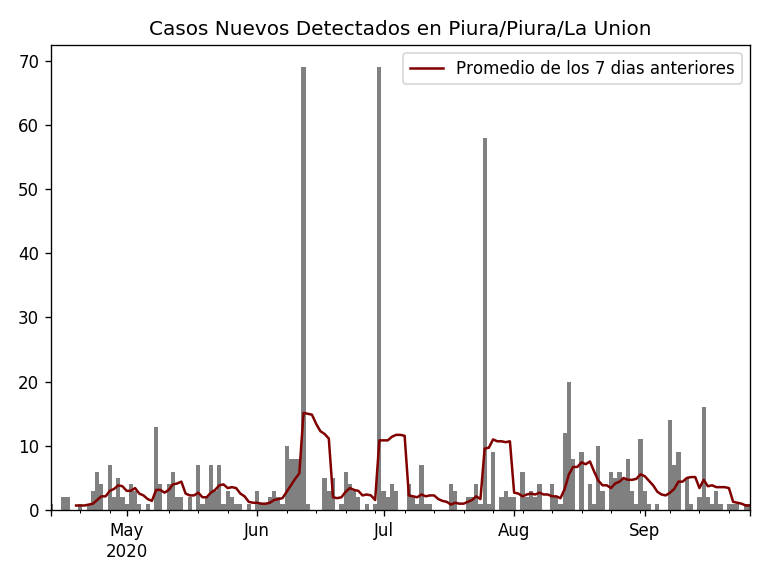 Casos Nuevos Detectados en Piura/Piura/La Union
Promedio de los 7 dias anteriores
70
60
50
40
30
20
10
0
May
2020
Jun
Jul
Aug
Sep